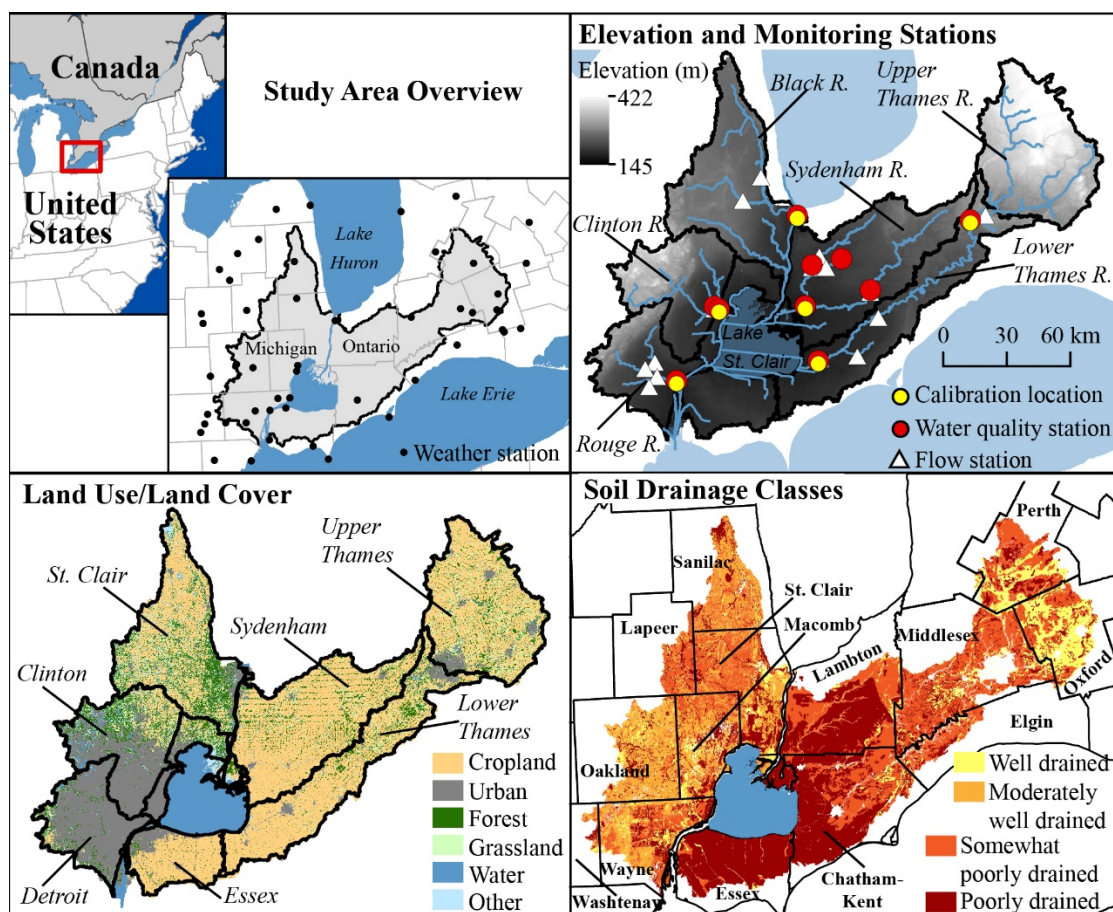 Canada
United
States
Study Area Overview
Lake
Huron
Michigan
Ontario
Lake Erie
Weather station
Elevation and Monitoring Stations
Elevation (m)
422
145
Black R.
Upper
Thames R.
Sydenham R.
Clinton R.
Lower
Thames R.
Lake
St. Clair
Rouge R.
0 30 60 km
Calibration location
Water quality station
Flow station
Land Use/Land Cover
Upper
Thames
St. Clair
Sydenham
Clinton
Lower
Thames
Detroit
Essex
Cropland
Urban
Forest
Grassland
Water
Other
Soil Drainage Classes
Perth
Sanilac
St. Clair
Lapeer
Macomb
Middlesex
Lambton
Oxford
Elgin
Oakland
Wayne
Washtenay
Essex
Chatham-
Kent
Well drained
Moderately
well drained
Somewhat
poorly drained
Poorly drained